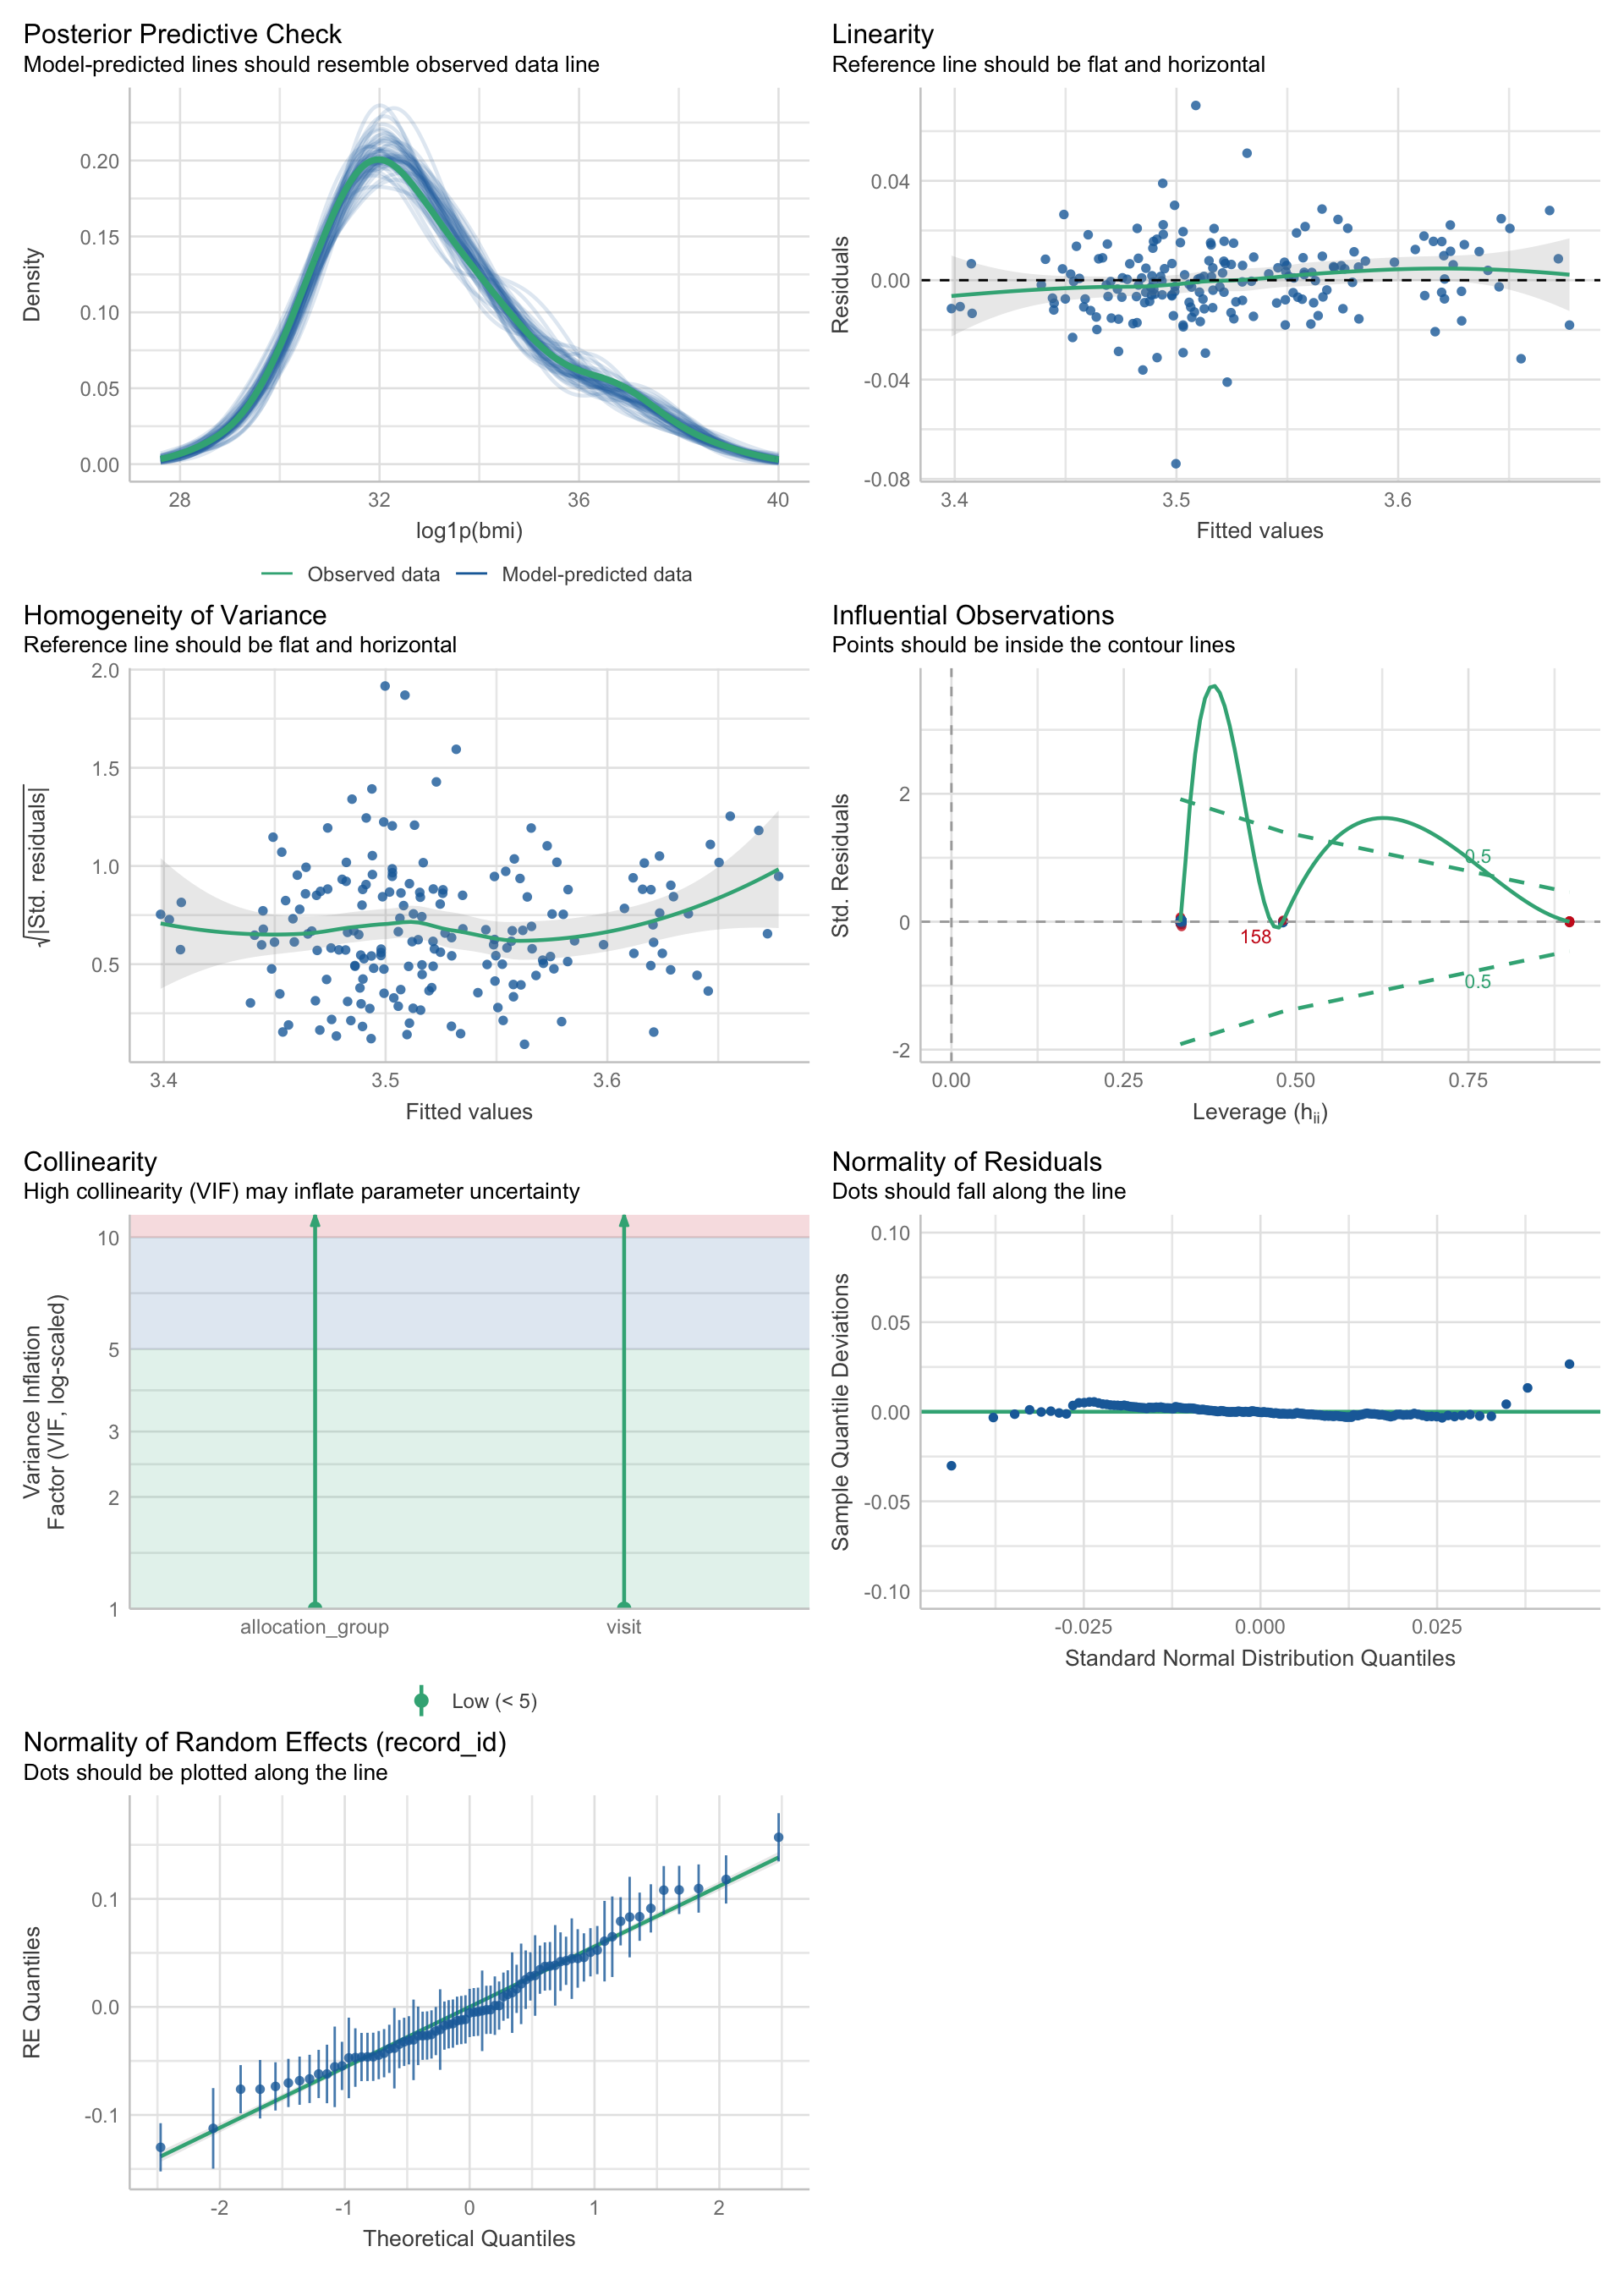 Posterior Predictive Check
Model-predicted lines should resemble observed data line
0.20
0.15
0.10
0.05
0.00
Density
28 32 36 40
log1p(bmi)
Observed data Model-predicted data
Linearity
Reference line should be flat and horizontal
0.04
0.00
-0.04
-0.08
Residuals
3.4 3.5 3.6
Fitted values
Homogeneity of Variance
Reference line should be flat and horizontal
2.0
1.5
1.0
0.5
√|Std. residuals|
3.4 3.5 3.6
Fitted values
Influential Observations
Points should be inside the contour lines
2
0
-2
Std. Residuals
0.5
158
0.5
0.00 0.25 0.50 0.75
Leverage (hii)
Collinearity
High collinearity (VIF) may inflate parameter uncertainty
10
5
3
2
1
Variance Inflation
Factor (VIF, log-scaled)
allocation_group visit
Low (< 5)
Normality of Residuals
Dots should fall along the line
0.10
0.05
0.00
-0.05
-0.10
Sample Quantile Deviations
-0.025 0.000 0.025
Standard Normal Distribution Quantiles
Normality of Random Effects (record_id)
Dots should be plotted along the line
0.1
0.0
-0.1
RE Quantiles
-2 -1 0 1 2
Theoretical Quantiles